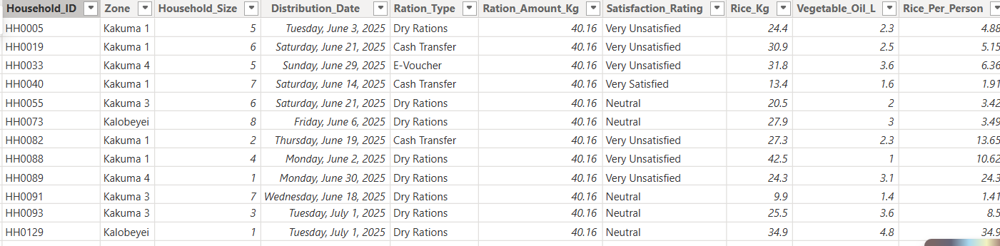 Household_ID Zone Household_Size Distribution_Date Ration_Type Ration_Amount_Kg Satisfaction_Rating Rice_Kg Vegetable_Oil_L Rice_Per_Person
HH0005 Kakuma 1 5 Tuesday, June 3, 2025 Dry Rations 40.16 Very Unsatisfied 24.4 2.3 4.88
HH0019 Kakuma 1 6 Saturday, June 21, 2025 Cash Transfer 40.16 Very Unsatisfied 30.9 2.5 5.15
HH0033 Kakuma 4 5 Sunday, June 29, 2025 E-Voucher 40.16 Very Unsatisfied 31.8 3.6 6.36
HH0040 Kakuma 1 7 Saturday, June 14, 2025 Cash Transfer 40.16 Very Satisfied 13.4 1.6 1.91
HH0055 Kakuma 3 6 Saturday, June 21, 2025 Dry Rations 40.16 Neutral 20.5 2 3.42
HH0073 Kalobeyei 8 Friday, June 6, 2025 Dry Rations 40.16 Neutral 27.9 3 3.49
HH0082 Kakuma 1 2 Thursday, June 19, 2025 Cash Transfer 40.16 Very Unsatisfied 27.3 2.3 13.65
HH0088 Kakuma 1 4 Monday, June 2, 2025 Dry Rations 40.16 Very Unsatisfied 42.5 1 10.62
HH0089 Kakuma 4 1 Monday, June 30, 2025 Dry Rations 40.16 Very Unsatisfied 24.3 3.1 24.3
HH0091 Kakuma 3 7 Wednesday, June 18, 2025 Dry Rations 40.16 Neutral 9.9 1.4 1.41
HH0093 Kakuma 3 3 Tuesday, July 1, 2025 Dry Rations 40.16 Neutral 25.5 3.6 8.5
HH0129 Kalobeyei 1 Tuesday, July 1, 2025 Dry Rations 40.16 Neutral 34.9 4.8 34.9